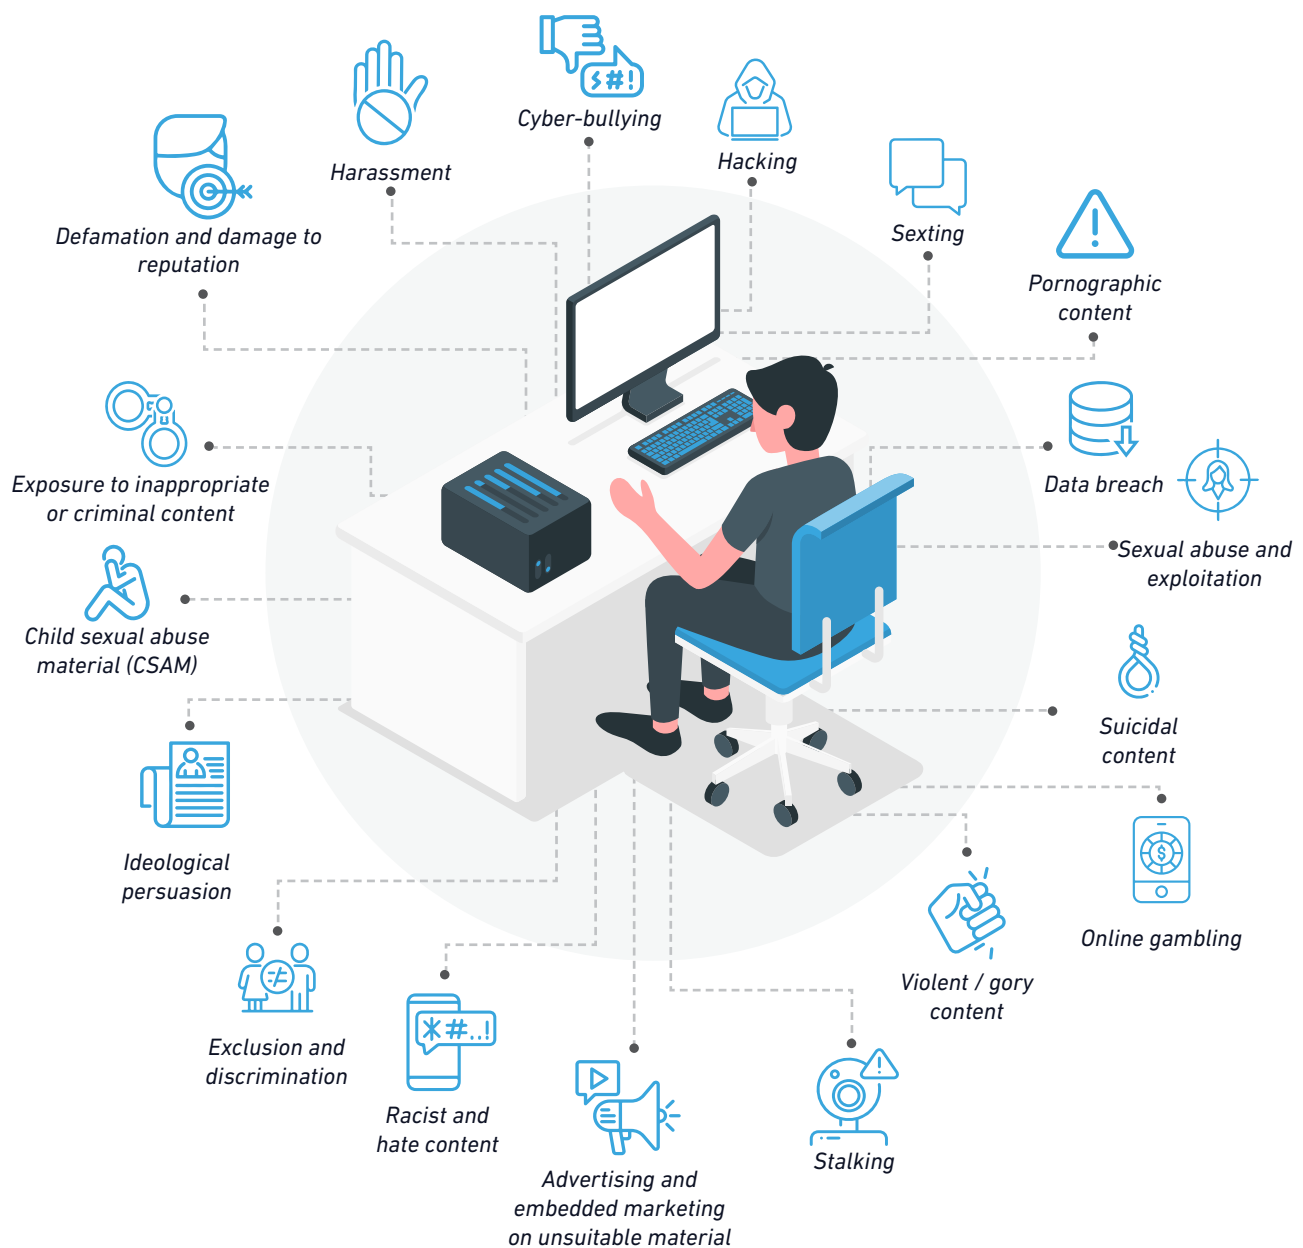 $#!
Cyber-bullying
Harassment
Hacking
Defamation and damage to
reputation
Sexting
Pornographic
content
Exposure to inappropriate
or criminal content
Data breach
Sexual abuse and
exploitation
Child sexual abuse
material (CSAM)
Suicidal
content
Ideological
persuasion
$
Online gambling
Violent / gory
content
Exclusion and
discrimination
*#..!
Racist and
hate content
Stalking
Advertising and
embedded marketing
on unsuitable material